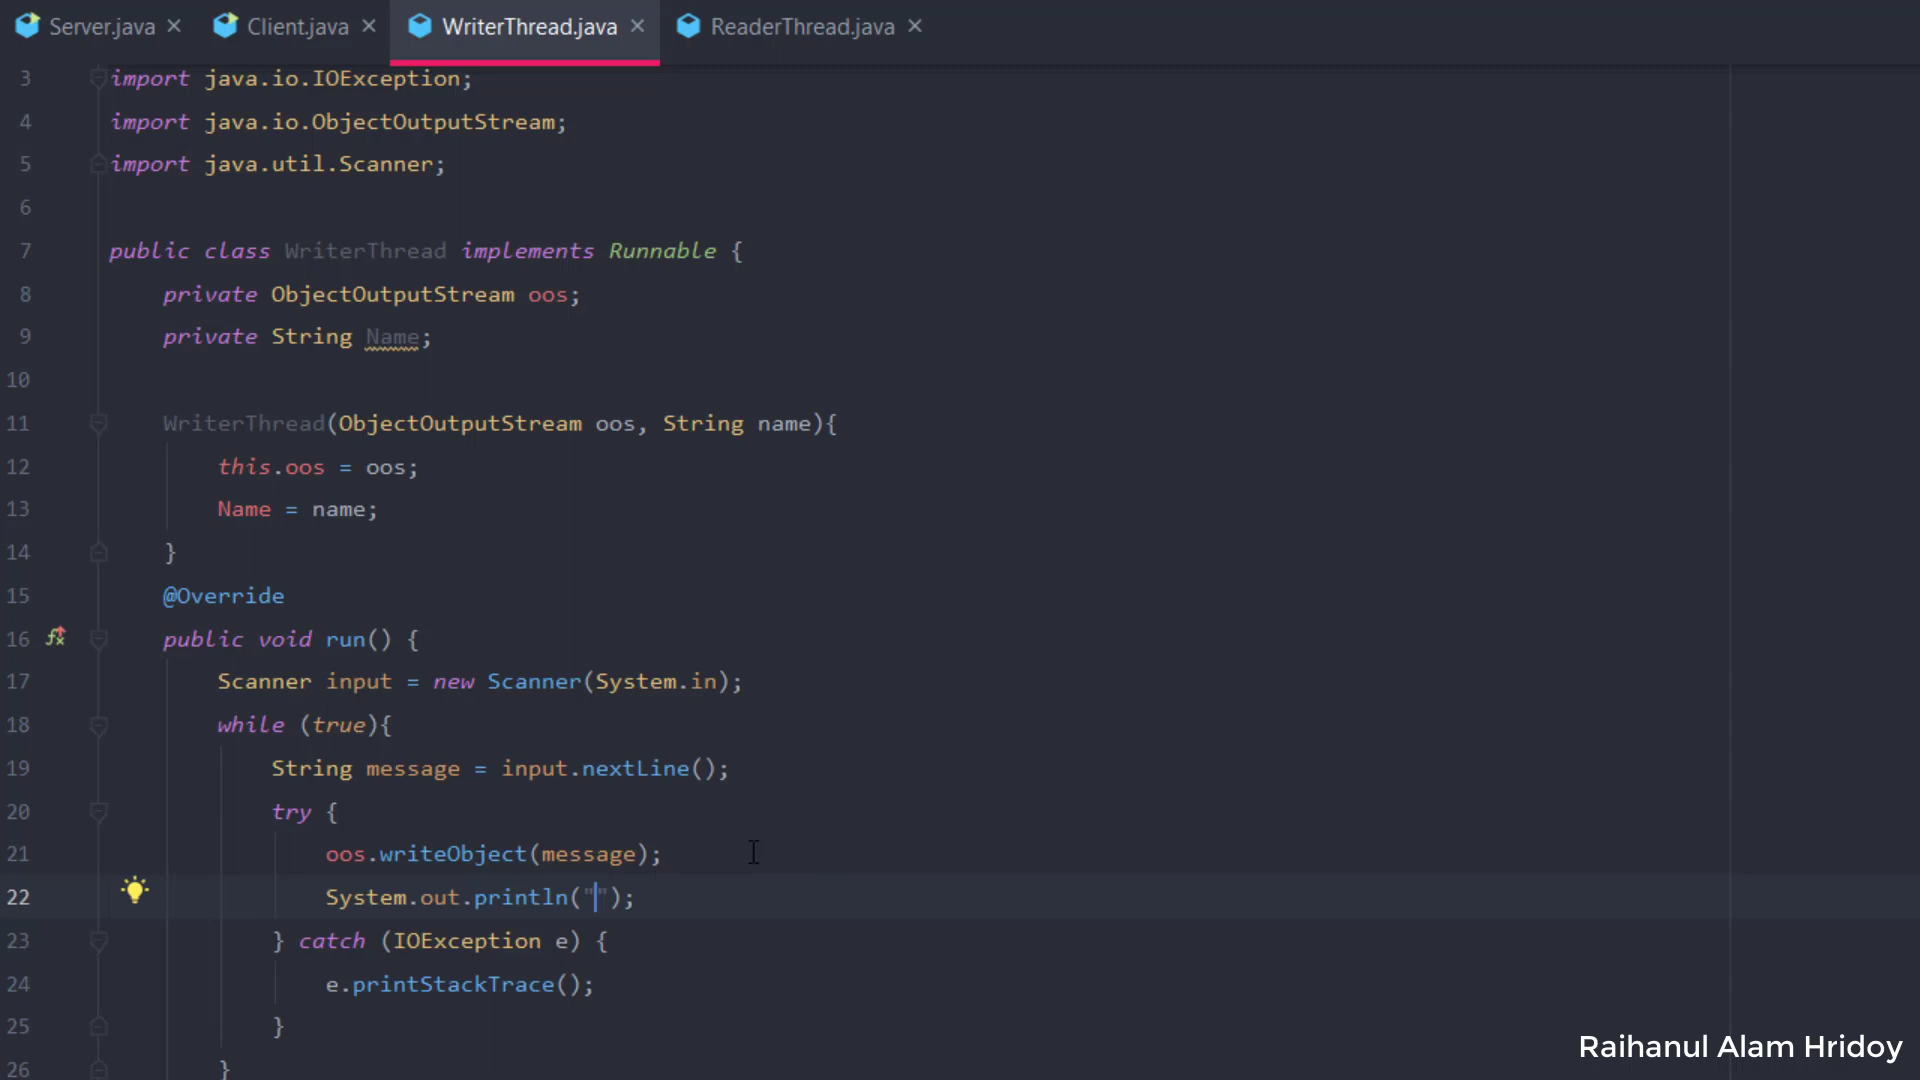 Server.java Client.java WriterThread.java ReaderThread.java
3 import java.io.IOException;
4 import java.io.ObjectOutputStream;
5 import java.util.Scanner;
6
7 public class WriterThread implements Runnable {
8 private ObjectOutputStream oos;
9 private String Name;
10
11 WriterThread(ObjectOutputStream oos, String name){
12 this.oos = oos;
13 Name = name;
14 }
15 @Override
16 public void run() {
17 Scanner input = new Scanner(System.in);
18 while (true){
19 String message = input.nextLine();
20 try {
21 oos.writeObject(message);
22 System.out.println("");
23 } catch (IOException e) {
24 e.printStackTrace();
25 }
26 }
Raihanul Alam Hridoy